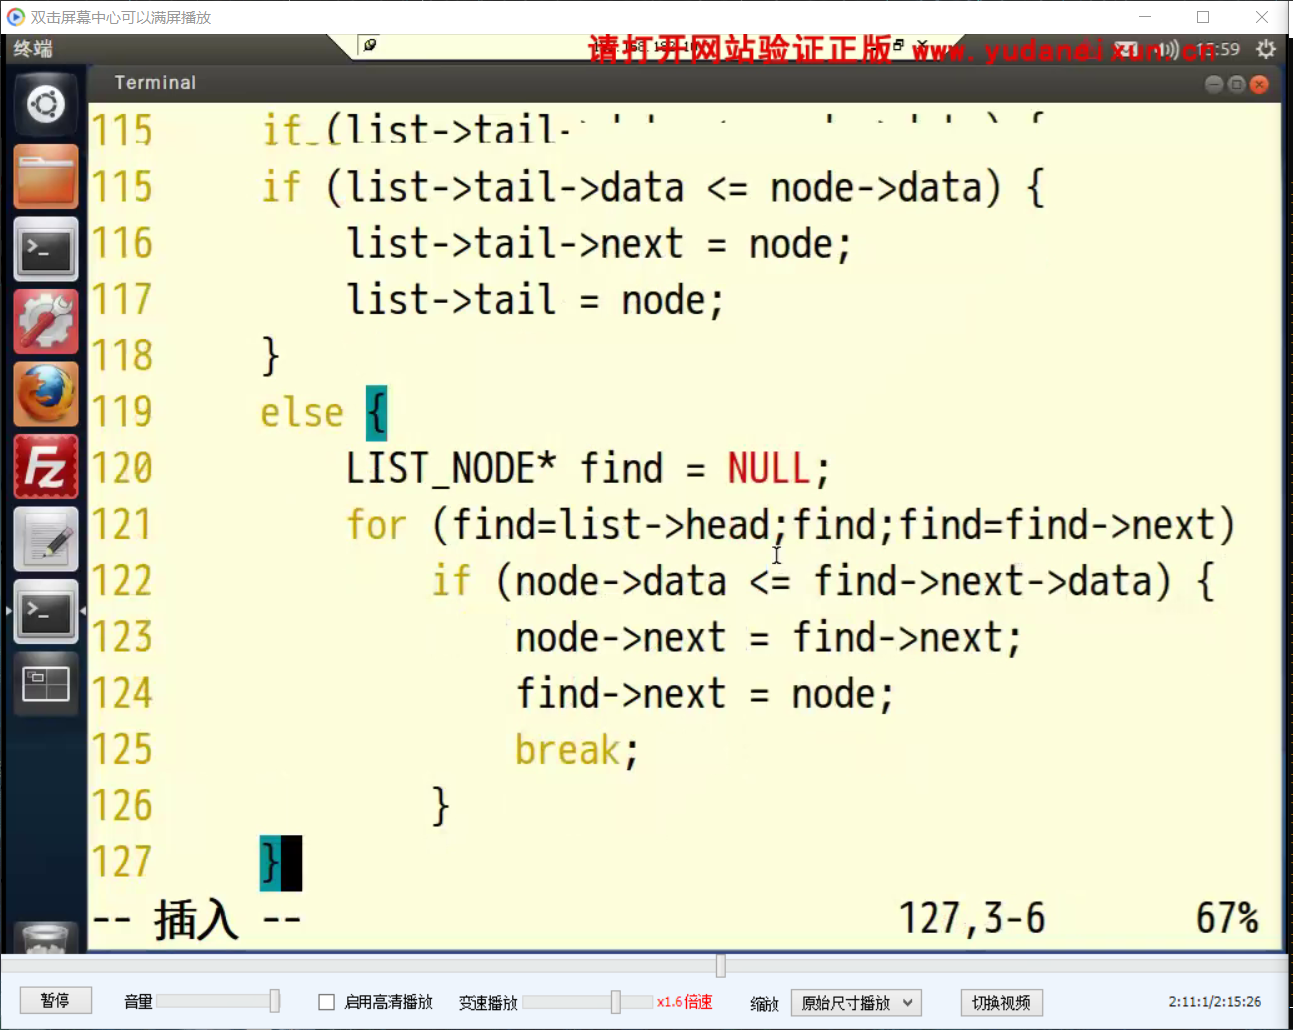 双击屏幕中心可以满屏播放
终端
请打开网站验证正版 www.yudaneixun.cn
Terminal
115 if (list->tail-
115 if (list->tail->data <= node->data) {
116 list->tail->next = node;
117 list->tail = node;
118 }
119 else {
120 LIST_NODE* find = NULL;
121 for (find=list->head;find;find=find->next)
122 if (node->data <= find->next->data) {
123 node->next = find->next;
124 find->next = node;
125 break;
126 }
127 }
-- 插入 -- 127,3-6 67%
暂停 音量 启用高清播放 变速播放 x1.6倍速 缩放 原始尺寸播放 切换视频 2:11:1/2:15:26